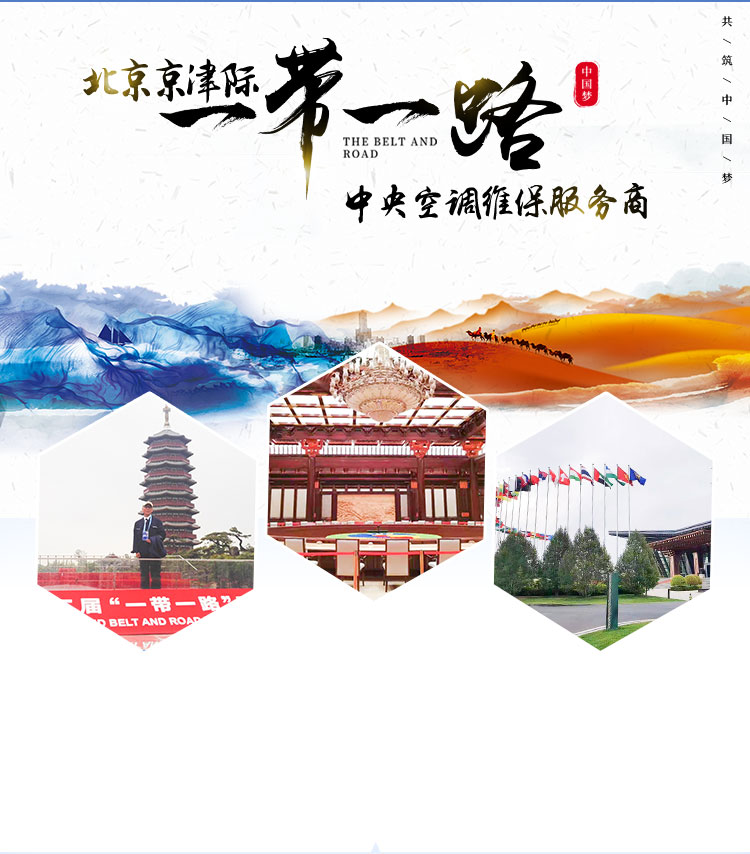 北京京津际
一带一路
THE BELT AND
ROAD
中国梦
共/筑/中/国/梦
中央空调维保服务商
届“一带一路”
BELT AND ROAD